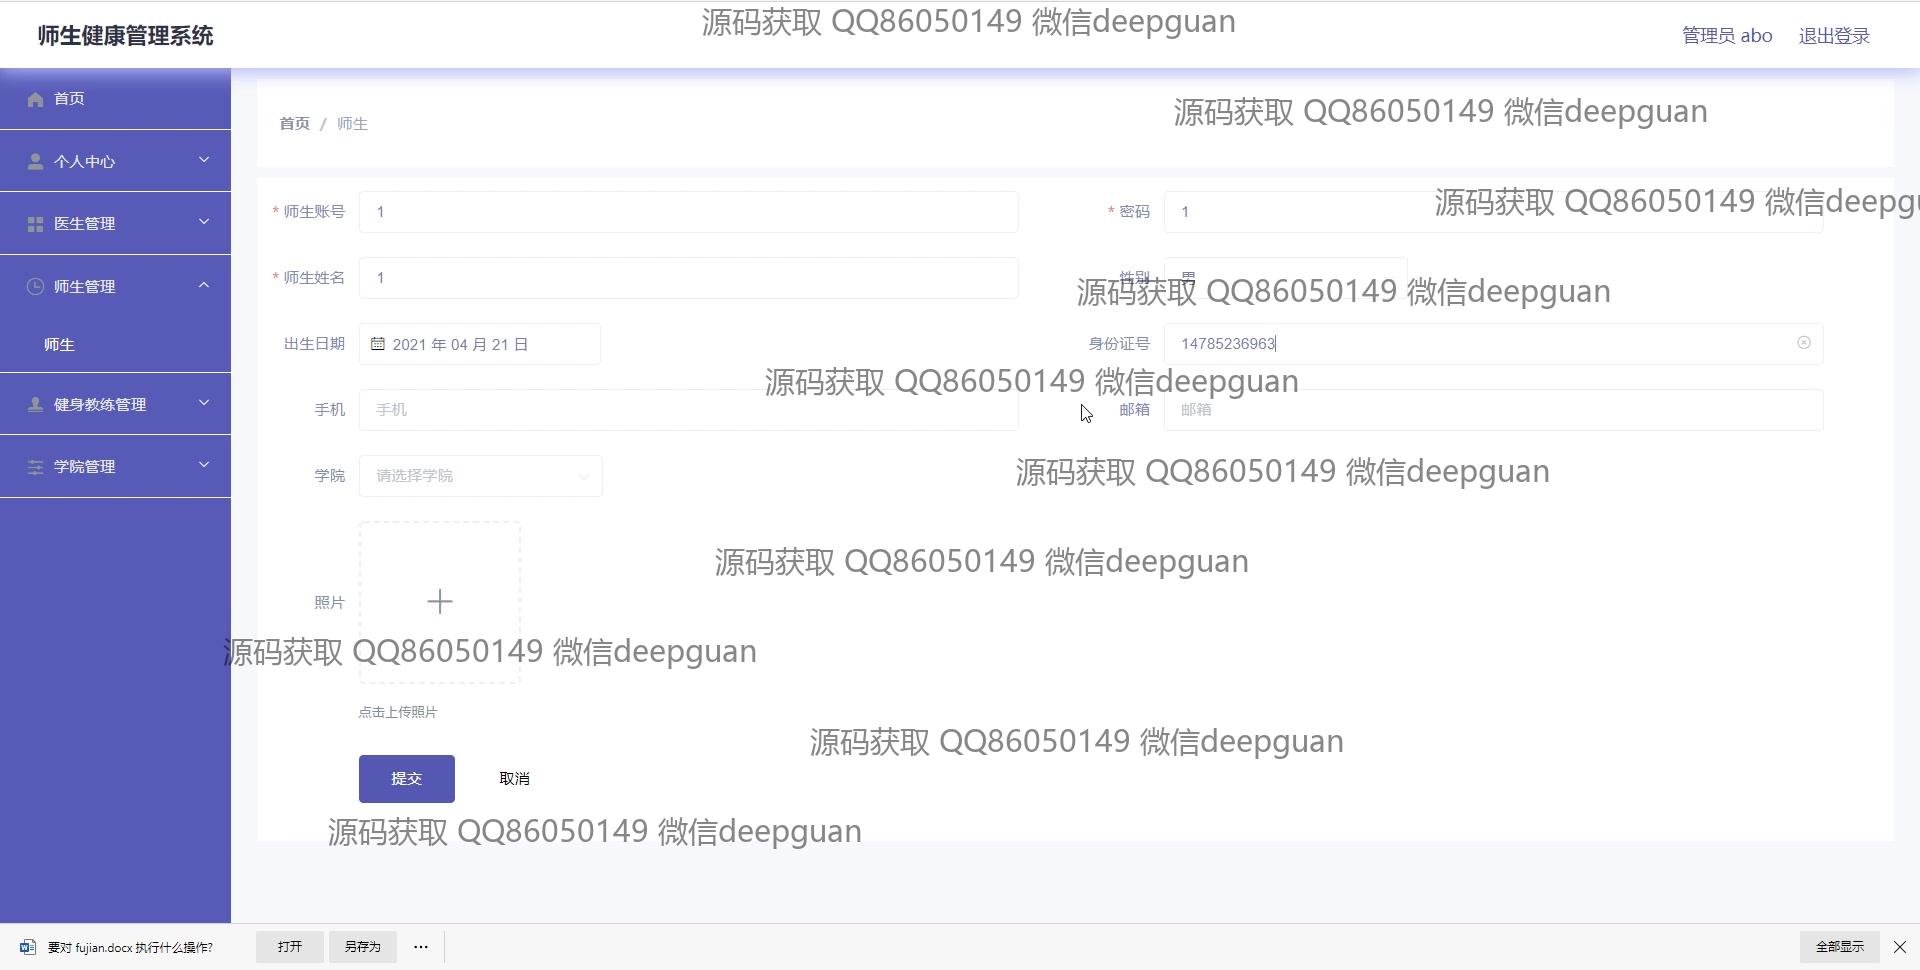 师生健康管理系统
源码获取 QQ86050149 微信deepguan
管理员 abo
退出登录
首页
个人中心
医生管理
师生管理
师生
健身教练管理
学院管理
首页 / 师生
源码获取 QQ86050149 微信deepguan
* 师生账号 1
* 密码 1
源码获取 QQ86050149 微信deepgu
* 师生姓名 1
性别 男
源码获取 QQ86050149 微信deepguan
出生日期 2021 年 04 月 21 日
身份证号 14785236963
源码获取 QQ86050149 微信deepguan
手机 手机
邮箱 邮箱
学院 请选择学院
源码获取 QQ86050149 微信deepguan
源码获取 QQ86050149 微信deepguan
照片
源码获取 QQ86050149 微信deepguan
点击上传照片
源码获取 QQ86050149 微信deepguan
提交 取消
源码获取 QQ86050149 微信deepguan
要对 fujian.docx 执行什么操作?
打开
另存为
...
全部显示